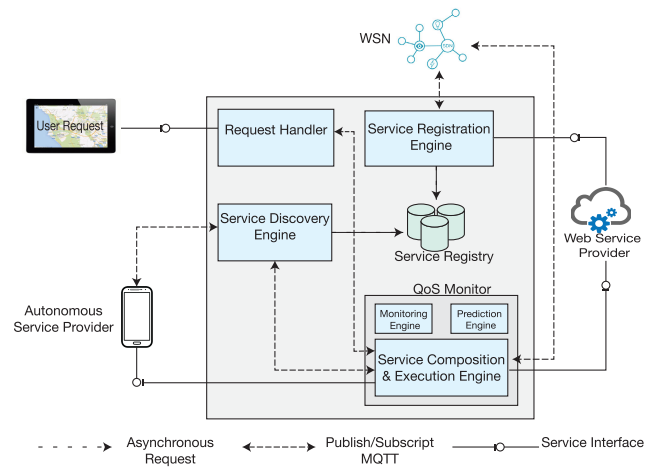 WSN
SDN
User Request
Request Handler
Service Registration
Engine
Service Discovery
Engine
Service Registry
Web Service
Provider
QoS Monitor
Monitoring
Engine
Prediction
Engine
Autonomous
Service Provider
Service Composition
& Execution Engine
Asynchronous
Request
Publish/Subscript
MQTT
Service Interface